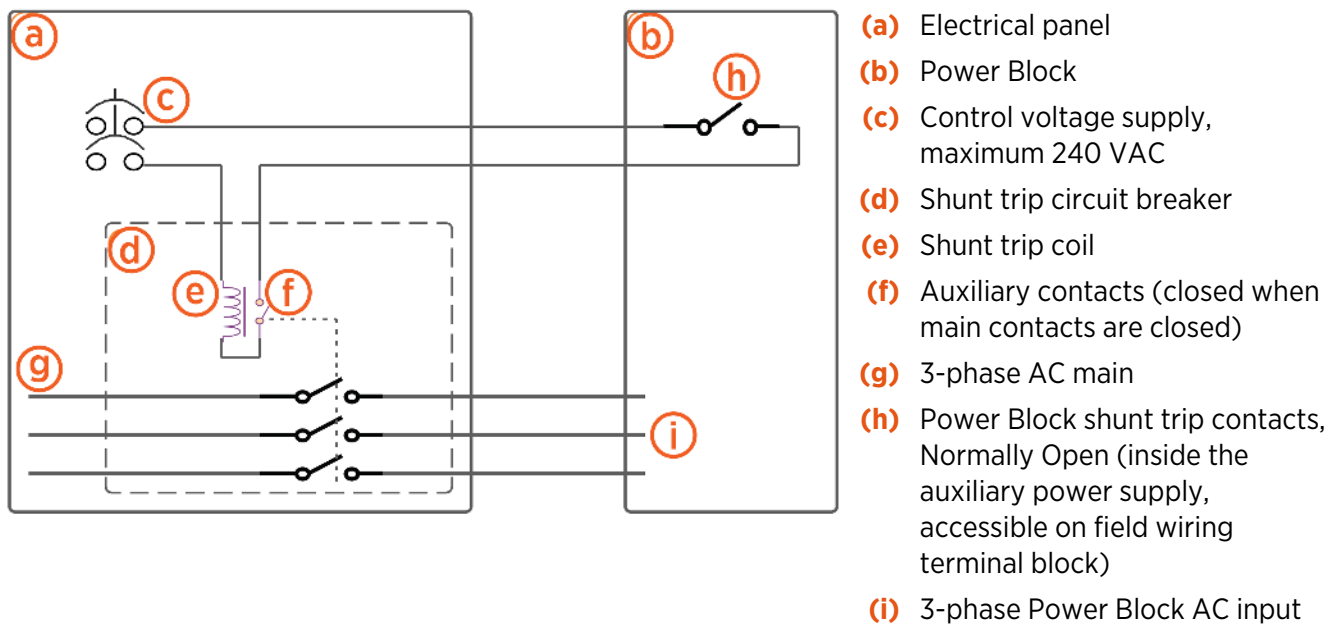 a
b
c
h
d
e
f
g
i
(a) Electrical panel
(b) Power Block
(c) Control voltage supply,
maximum 240 VAC
(d) Shunt trip circuit breaker
(e) Shunt trip coil
(f) Auxiliary contacts (closed when
main contacts are closed)
(g) 3-phase AC main
(h) Power Block shunt trip contacts,
Normally Open (inside the
auxiliary power supply,
accessible on field wiring
terminal block)
(i) 3-phase Power Block AC input